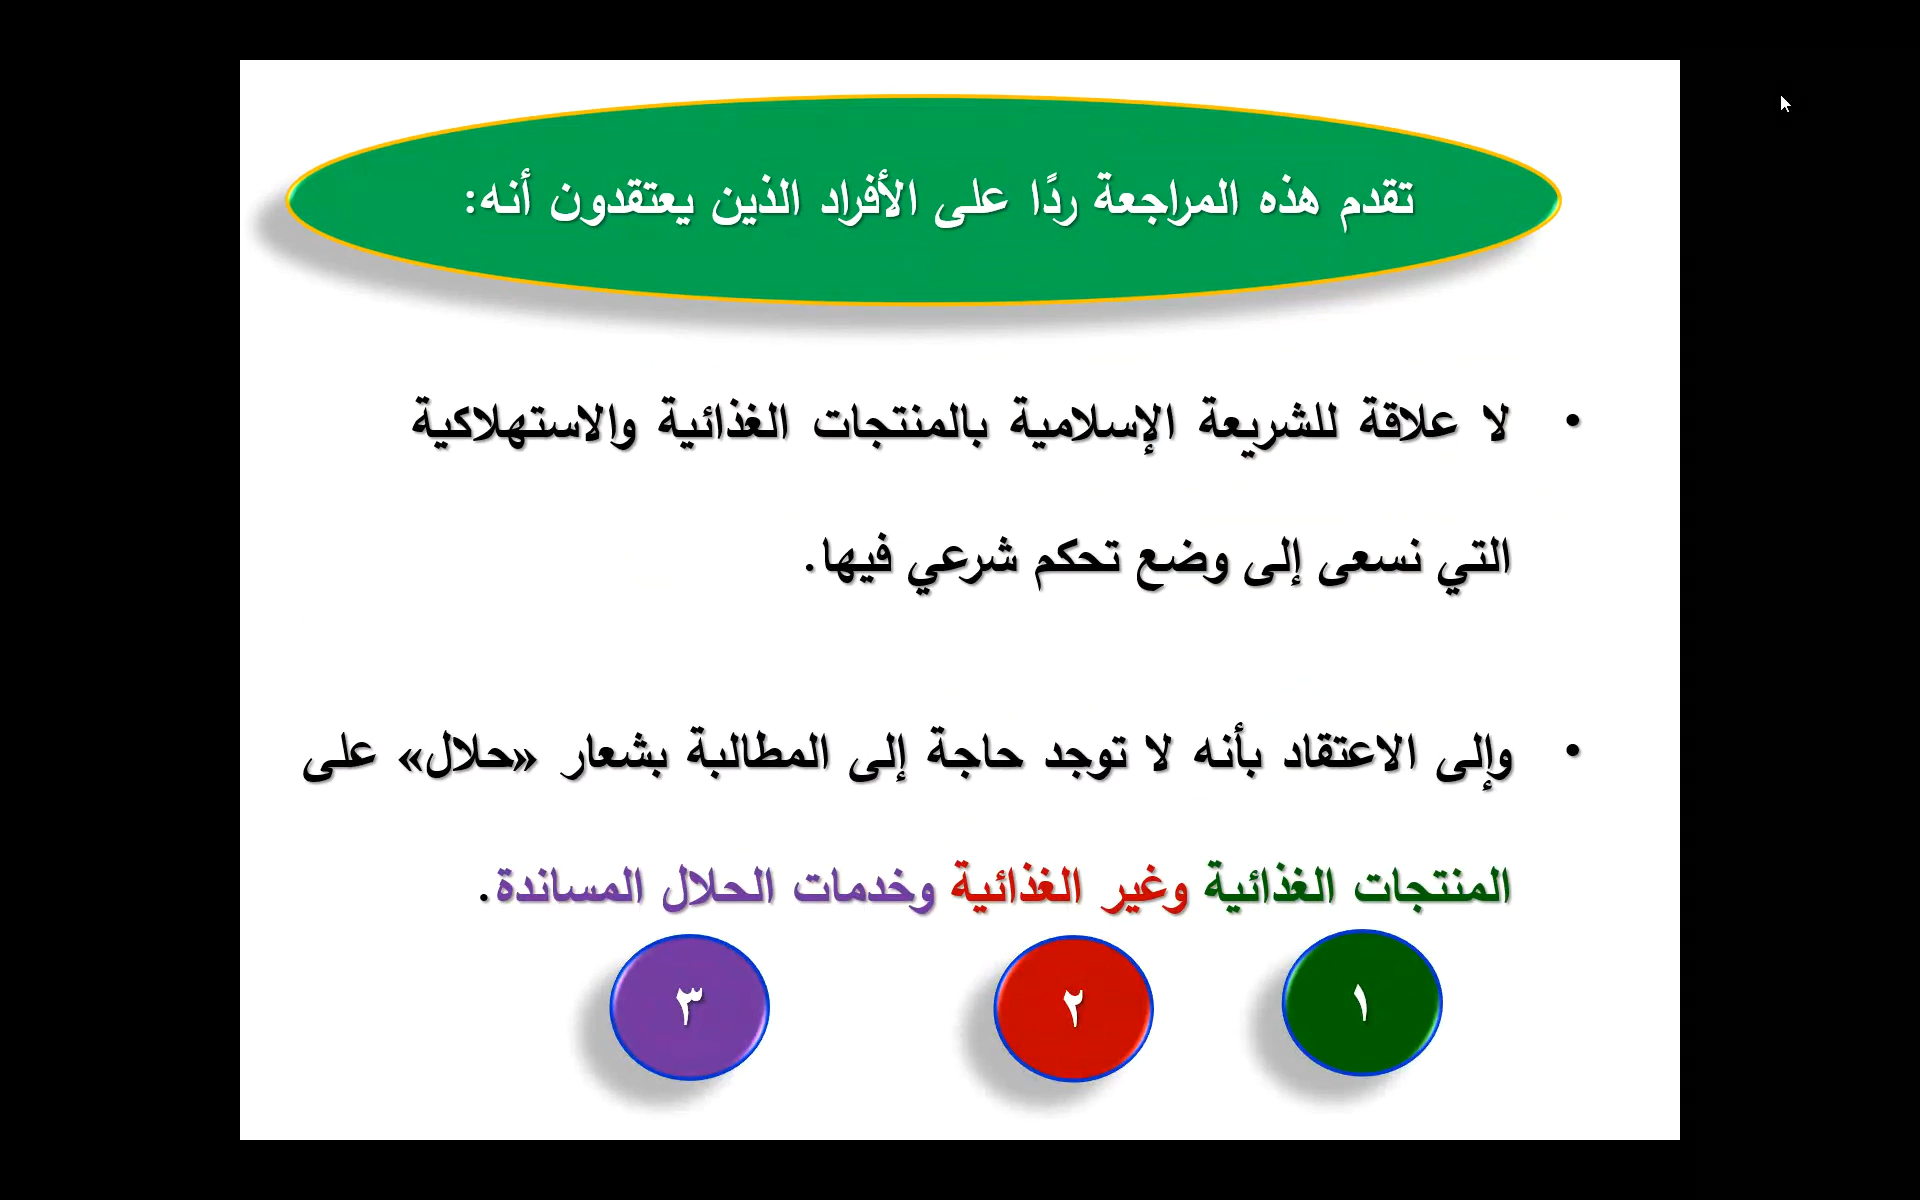 تقدم هذه المراجعة ردًا على الأفراد الذين يعتقدون أنه:
• لا علاقة للشريعة الإسلامية بالمنتجات الغذائية والاستهلاكية
التي نسعى إلى وضع تحكم شرعي فيها.
• وإلى الاعتقاد بأنه لا توجد حاجة إلى المطالبة بشعار «حلال» على
المنتجات الغذائية وغير الغذائية وخدمات الحلال المساندة.
١ ٢ ٣